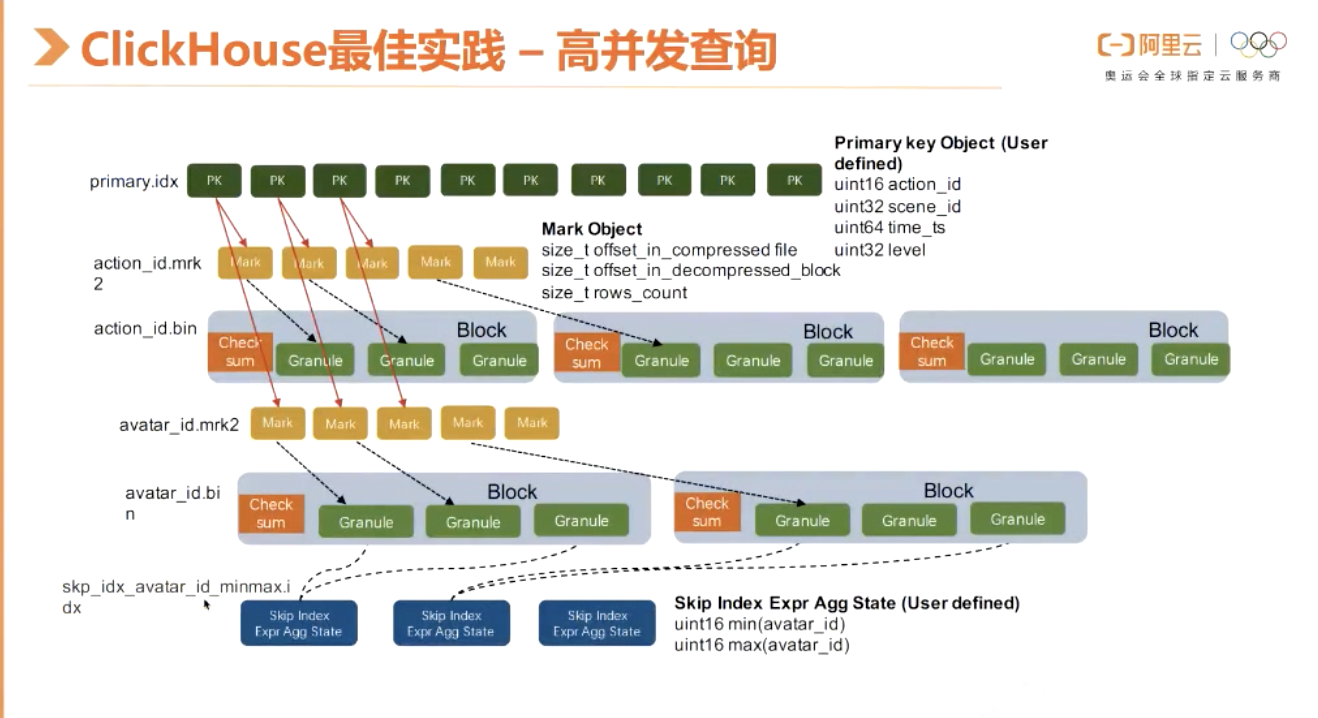 ClickHouse最佳实践 – 高并发查询
阿里云
奥运会全球指定云服务商
primary.idx
PK
PK
PK
PK
PK
PK
PK
PK
PK
PK
Primary key Object (User
defined)
uint16 action_id
uint32 scene_id
uint64 time_ts
uint32 level
action_id.mrk
2
Mark
Mark
Mark
Mark
Mark
Mark Object
size_t offset_in_compressed file
size_t offset_in_decompressed_block
size_t rows_count
action_id.bin
Block
Check
sum
Granule
Granule
Granule
Block
Check
sum
Granule
Granule
Granule
Block
Check
sum
Granule
Granule
Granule
avatar_id.mrk2
Mark
Mark
Mark
Mark
Mark
avatar_id.bi
n
Block
Check
sum
Granule
Granule
Granule
Block
Check
sum
Granule
Granule
Granule
skp_idx_avatar_id_minmax.i
dx
Skip Index
Expr Agg State
Skip Index
Expr Agg State
Skip Index
Expr Agg State
Skip Index Expr Agg State (User defined)
uint16 min(avatar_id)
uint16 max(avatar_id)